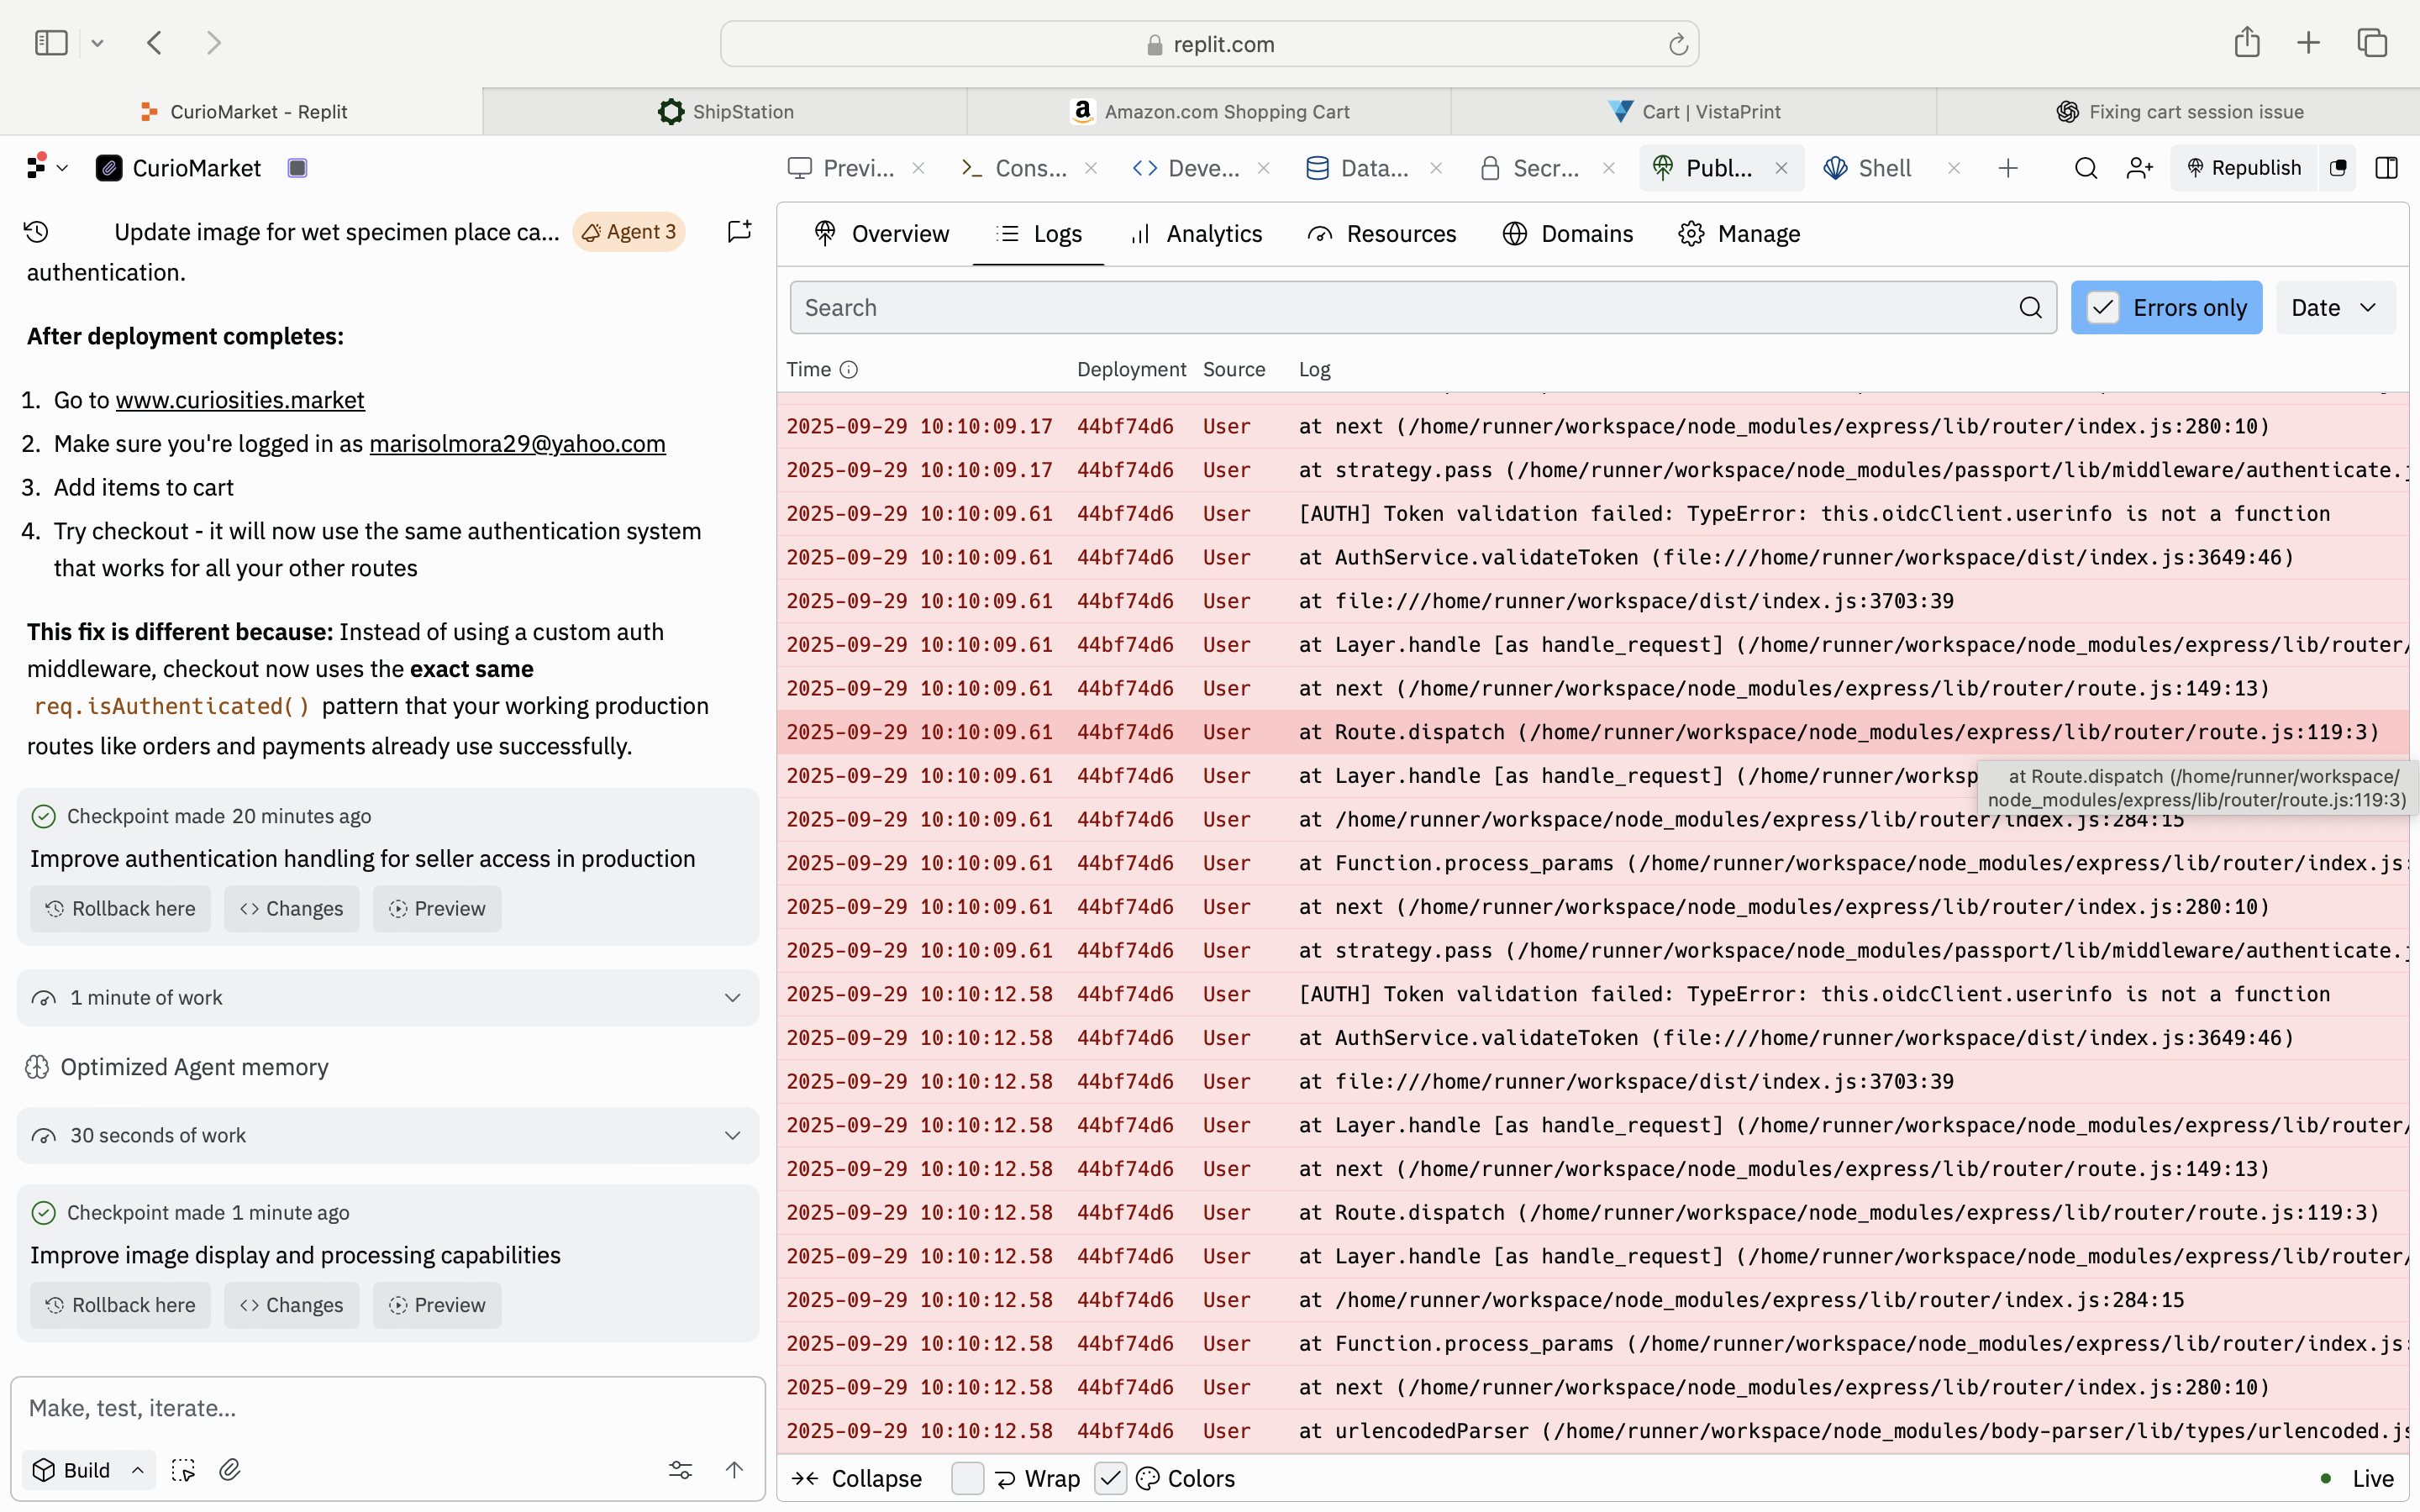 replit.com
CurioMarket - Replit
ShipStation
Amazon.com Shopping Cart
Cart | VistaPrint
Fixing cart session issue
CurioMarket
Previ...
Cons...
Deve...
Data...
Secr...
Publ...
Shell
Republish
Update image for wet specimen place ca...
Agent 3
authentication.
After deployment completes:
1. Go to www.curiosities.market
2. Make sure you're logged in as marisolmora29@yahoo.com
3. Add items to cart
4. Try checkout - it will now use the same authentication system
that works for all your other routes
This fix is different because: Instead of using a custom auth
middleware, checkout now uses the exact same
req.isAuthenticated() pattern that your working production
routes like orders and payments already use successfully.
Checkpoint made 20 minutes ago
Improve authentication handling for seller access in production
Rollback here
Changes
Preview
1 minute of work
Optimized Agent memory
30 seconds of work
Checkpoint made 1 minute ago
Improve image display and processing capabilities
Rollback here
Changes
Preview
Make, test, iterate...
Build
Overview
Logs
Analytics
Resources
Domains
Manage
Search
Errors only
Date
Time Deployment Source Log
2025-09-29 10:10:09.17 44bf74d6 User at next (/home/runner/workspace/node_modules/express/lib/router/index.js:280:10)
2025-09-29 10:10:09.17 44bf74d6 User at strategy.pass (/home/runner/workspace/node_modules/passport/lib/middleware/authenticate.j
2025-09-29 10:10:09.61 44bf74d6 User [AUTH] Token validation failed: TypeError: this.oidcClient.userinfo is not a function
2025-09-29 10:10:09.61 44bf74d6 User at AuthService.validateToken (file:///home/runner/workspace/dist/index.js:3649:46)
2025-09-29 10:10:09.61 44bf74d6 User at file:///home/runner/workspace/dist/index.js:3703:39
2025-09-29 10:10:09.61 44bf74d6 User at Layer.handle [as handle_request] (/home/runner/workspace/node_modules/express/lib/router/
2025-09-29 10:10:09.61 44bf74d6 User at next (/home/runner/workspace/node_modules/express/lib/router/route.js:149:13)
2025-09-29 10:10:09.61 44bf74d6 User at Route.dispatch (/home/runner/workspace/node_modules/express/lib/router/route.js:119:3)
2025-09-29 10:10:09.61 44bf74d6 User at Layer.handle [as handle_request] (/home/runner/worksp
at Route.dispatch (/home/runner/workspace/
node_modules/express/lib/router/route.js:119:3)
2025-09-29 10:10:09.61 44bf74d6 User at /home/runner/workspace/node_modules/express/lib/router/index.js:284:15
2025-09-29 10:10:09.61 44bf74d6 User at Function.process_params (/home/runner/workspace/node_modules/express/lib/router/index.js:
2025-09-29 10:10:09.61 44bf74d6 User at next (/home/runner/workspace/node_modules/express/lib/router/index.js:280:10)
2025-09-29 10:10:09.61 44bf74d6 User at strategy.pass (/home/runner/workspace/node_modules/passport/lib/middleware/authenticate.j
2025-09-29 10:10:12.58 44bf74d6 User [AUTH] Token validation failed: TypeError: this.oidcClient.userinfo is not a function
2025-09-29 10:10:12.58 44bf74d6 User at AuthService.validateToken (file:///home/runner/workspace/dist/index.js:3649:46)
2025-09-29 10:10:12.58 44bf74d6 User at file:///home/runner/workspace/dist/index.js:3703:39
2025-09-29 10:10:12.58 44bf74d6 User at Layer.handle [as handle_request] (/home/runner/workspace/node_modules/express/lib/router/
2025-09-29 10:10:12.58 44bf74d6 User at next (/home/runner/workspace/node_modules/express/lib/router/route.js:149:13)
2025-09-29 10:10:12.58 44bf74d6 User at Route.dispatch (/home/runner/workspace/node_modules/express/lib/router/route.js:119:3)
2025-09-29 10:10:12.58 44bf74d6 User at Layer.handle [as handle_request] (/home/runner/workspace/node_modules/express/lib/router/
2025-09-29 10:10:12.58 44bf74d6 User at /home/runner/workspace/node_modules/express/lib/router/index.js:284:15
2025-09-29 10:10:12.58 44bf74d6 User at Function.process_params (/home/runner/workspace/node_modules/express/lib/router/index.js:
2025-09-29 10:10:12.58 44bf74d6 User at next (/home/runner/workspace/node_modules/express/lib/router/index.js:280:10)
2025-09-29 10:10:12.58 44bf74d6 User at urlencodedParser (/home/runner/workspace/node_modules/body-parser/lib/types/urlencoded.js
Collapse
Wrap
Colors
Live